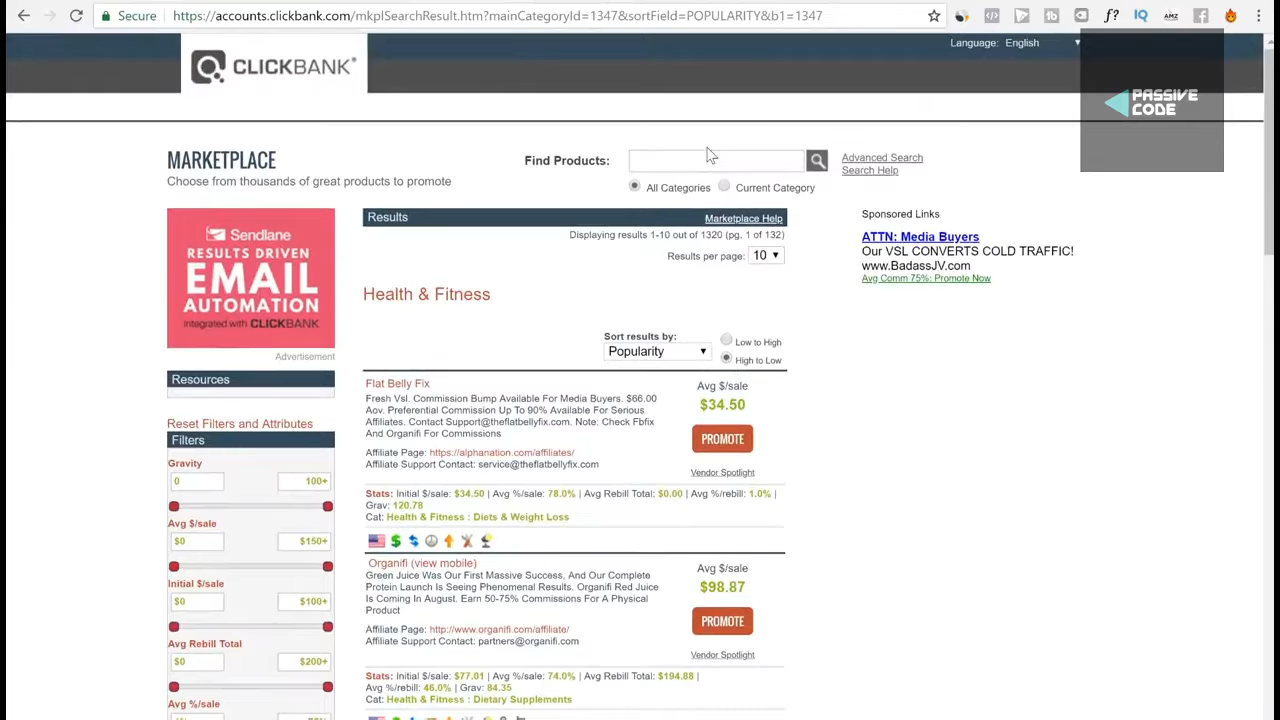 Secure https://accounts.clickbank.com/mkplSearchResult.htm?mainCategoryId=1347&sortField=POPULARITY&b1=1347
f? IQ AMZ
Language: English
CLICKBANK
PASSIVE
CODE
MARKETPLACE
Choose from thousands of great products to promote
Find Products:
Advanced Search
Search Help
All Categories Current Category
Sendlane
RESULTS DRIVEN
EMAIL
AUTOMATION
integrated with CLICKBANK
Advertisement
Resources
Reset Filters and Attributes
Filters
Gravity
0 100+
Avg $/sale
$0 $150+
Initial $/sale
$0 $100+
Avg Rebill Total
$0 $200+
Avg %/sale
Results Marketplace Help
Displaying results 1-10 out of 1320 (pg. 1 of 132)
Results per page: 10
Health & Fitness
Sort results by:
Popularity
Low to High
High to Low
Flat Belly Fix
Fresh Vsl. Commission Bump Available For Media Buyers. $66.00
Aov. Preferential Commission Up To 90% Available For Serious
Affiliates. Contact Support@theflatbellyfix.com. Note: Check Fbfix
And Organifi For Commissions
Affiliate Page: https://alphanation.com/affiliates/
Affiliate Support Contact: service@theflatbellyfix.com
Avg $/sale
$34.50
PROMOTE
Vendor Spotlight
Stats: Initial $/sale: $34.50 | Avg %/sale: 78.0% | Avg Rebill Total: $0.00 | Avg %/rebill: 1.0% |
Grav: 120.78
Cat: Health & Fitness : Diets & Weight Loss
Organifi (view mobile)
Green Juice Was Our First Massive Success, And Our Complete
Protein Launch Is Seeing Phenomenal Results. Organifi Red Juice
Is Coming In August. Earn 50-75% Commissions For A Physical
Product
Affiliate Page: http://www.organifi.com/affiliate/
Affiliate Support Contact: partners@organifi.com
Avg $/sale
$98.87
PROMOTE
Vendor Spotlight
Stats: Initial $/sale: $77.01 | Avg %/sale: 74.0% | Avg Rebill Total: $194.88 |
Avg %/rebill: 46.0% | Grav: 84.35
Cat: Health & Fitness : Dietary Supplements
Sponsored Links
ATTN: Media Buyers
Our VSL CONVERTS COLD TRAFFIC!
www.BadassJV.com
Avg Comm 75%: Promote Now